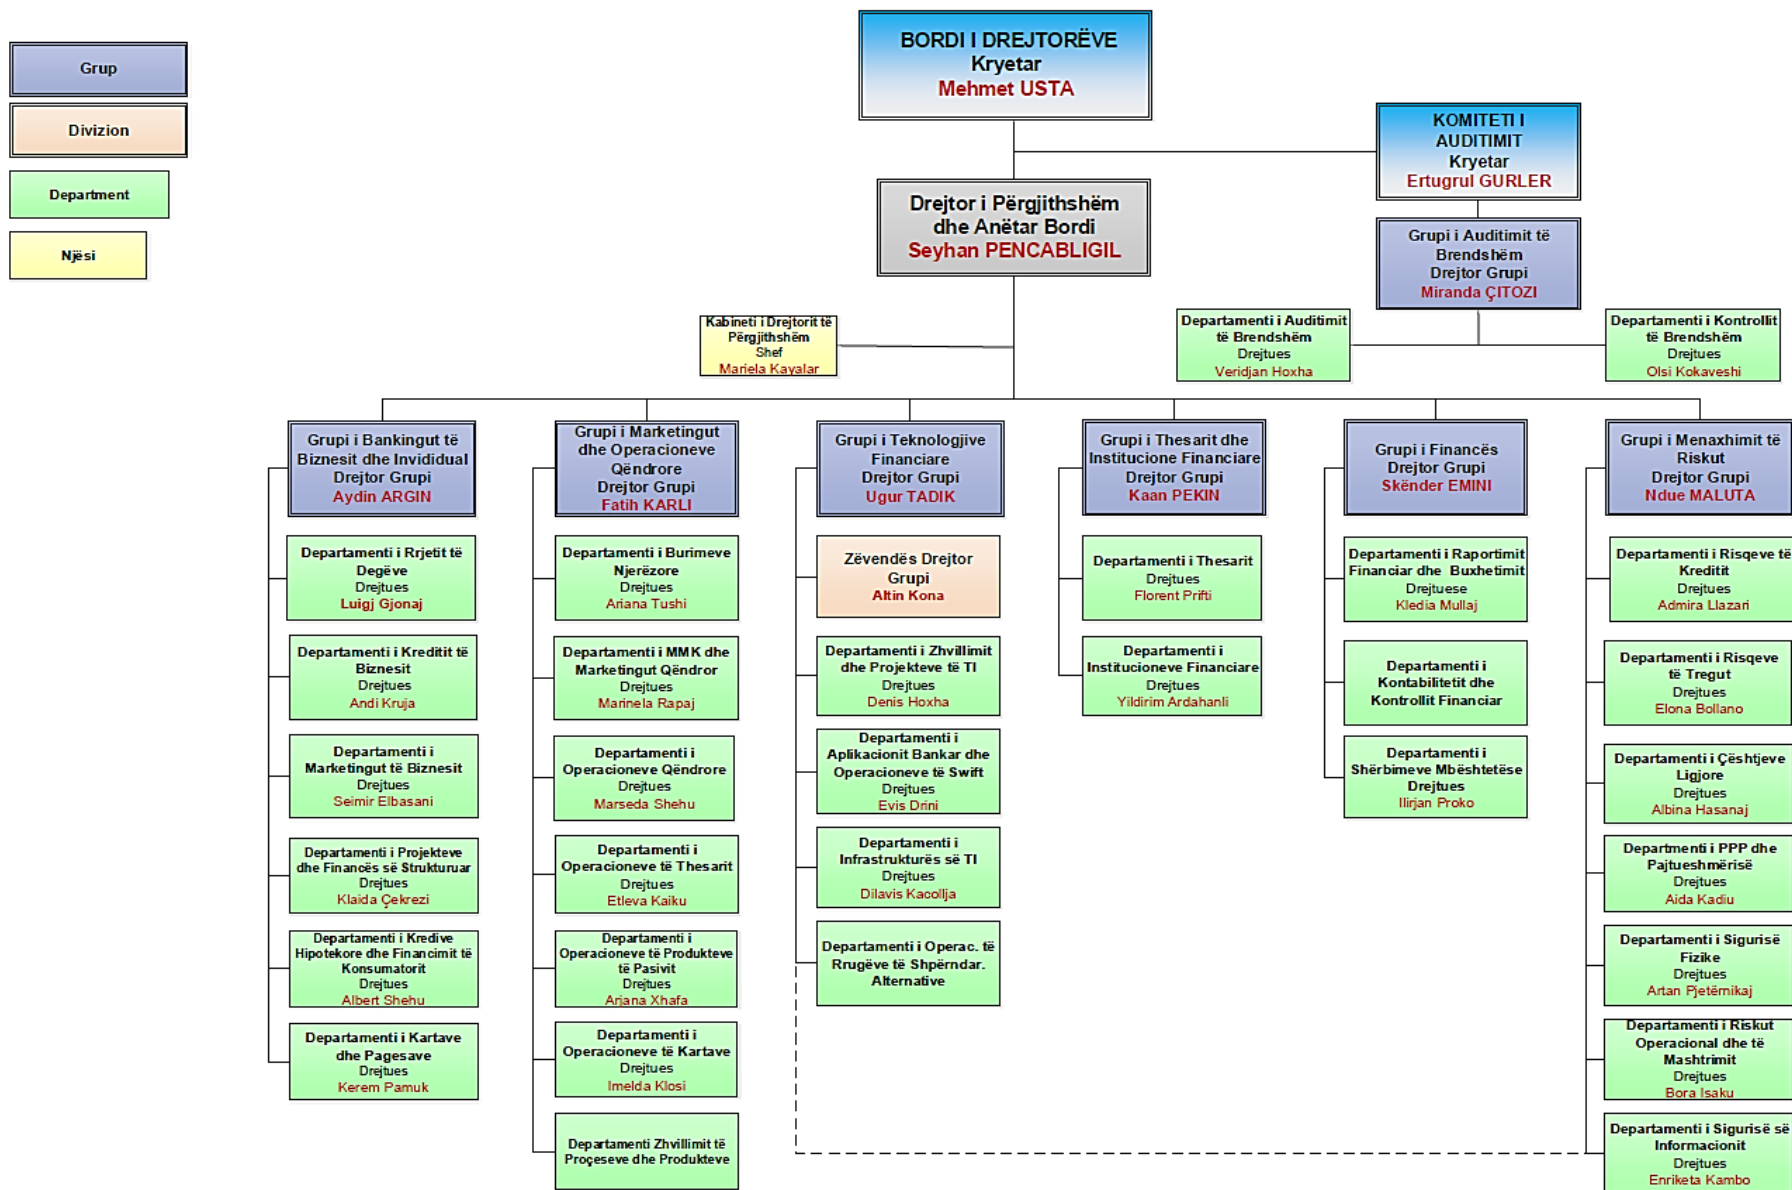 Grup
Divizion
Department
Njësi
BORDI I DREJTORËVE
Kryetar
Mehmet USTA
KOMITETI I
AUDITIMIT
Kryetar
Ertugrul GURLER
Drejtor i Përgjithshëm
dhe Anëtar Bordi
Seyhan PENCABLIGIL
Grupi i Auditimit të
Brendshëm
Drejtor Grupi
Miranda ÇITOZI
Kabineti i Drejtorit të
Përgjithshëm
Shef
Mariela Kayalar
Departamenti i Auditimit
të Brendshëm
Drejtues
Veridjan Hoxha
Departamenti i Kontrollit
të Brendshëm
Drejtues
Olsi Kokaveshi
Grupi i Bankingut të
Biznesit dhe Invididual
Drejtor Grupi
Aydin ARGIN
Departamenti i Rrjetit të
Degëve
Drejtues
Luigj Gjonaj
Departamenti i Kreditit të
Biznesit
Drejtues
Andi Kruja
Departamenti i
Marketingut të Biznesit
Drejtues
Seimir Elbasani
Departamenti i Projekteve
dhe Financës së Strukturuar
Drejtues
Klaida Çekrezi
Departamenti i Kredive
Hipotekore dhe Financimit të
Konsumatorit
Drejtues
Albert Shehu
Departamenti i Kartave
dhe Pagesave
Drejtues
Kerem Pamuk
Grupi i Marketingut
dhe Operacioneve
Qëndrore
Drejtor Grupi
Fatih KARLI
Departamenti i Burimeve
Njerëzore
Drejtues
Ariana Tushi
Departamenti i MMK dhe
Marketingut Qëndror
Drejtues
Marinela Rapaj
Departamenti i
Operacioneve Qëndrore
Drejtues
Marseda Shehu
Departamenti i
Operacioneve të Thesarit
Drejtues
Etleva Kaiku
Departamenti i
Operacioneve të Produkteve
të Pasivit
Drejtues
Arjana Xhafa
Departamenti i
Operacioneve të Kartave
Drejtues
Imelda Klosi
Departamenti Zhvillimit të
Proçeseve dhe Produkteve
Grupi i Teknologjive
Financiare
Drejtor Grupi
Ugur TADIK
Zëvendës Drejtor
Grupi
Altin Kona
Departamenti i Zhvillimit
dhe Projekteve të TI
Drejtues
Denis Hoxha
Departamenti i
Aplikacionit Bankar dhe
Operacioneve të Swift
Drejtues
Evis Drini
Departamenti i
Infrastrukturës së TI
Drejtues
Dilavis Kacollja
Departamenti i Operac. të
Rrugëve të Shpërndar.
Alternative
Grupi i Thesarit dhe
Institucione Financiare
Drejtor Grupi
Kaan PEKIN
Departamenti i Thesarit
Drejtues
Florent Prifti
Departamenti i
Institucioneve Financiare
Drejtues
Yildirim Ardahanli
Grupi i Financës
Drejtor Grupi
Skënder EMINI
Departamenti i Raportimit
Financiar dhe Buxhetimit
Drejtuese
Kledia Mullaj
Departamenti i
Kontabilitetit dhe
Kontrollit Financiar
Departamenti i
Shërbimeve Mbështetëse
Drejtues
Ilirjan Proko
Grupi i Menaxhimit të
Riskut
Drejtor Grupi
Ndue MALUTA
Departamenti i Risqeve të
Kreditit
Drejtues
Admira Llazari
Departamenti i Risqeve
të Tregut
Drejtues
Elona Bollano
Departamenti i Çështjeve
Ligjore
Drejtues
Albina Hasanaj
Departmenti i PPP dhe
Pajtueshmërisë
Drejtues
Aida Kadiu
Departamenti i Sigurisë
Fizike
Drejtues
Artan Pjetërnikaj
Departamenti i Riskut
Operacional dhe të
Mashtrimit
Drejtues
Bora Isaku
Departamenti i Sigurisë së
Informacionit
Drejtues
Enriketa Kambo